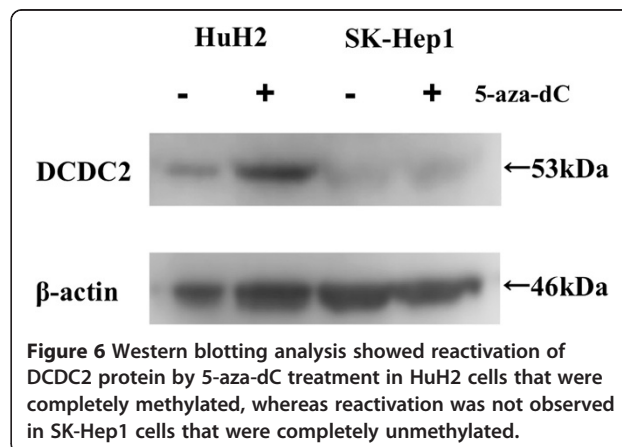 HuH2 SK-Hep1
- + - + 5-aza-dC
DCDC2 ←53kDa
β-actin ←46kDa
Figure 6 Western blotting analysis showed reactivation of
DCDC2 protein by 5-aza-dC treatment in HuH2 cells that were
completely methylated, whereas reactivation was not observed
in SK-Hep1 cells that were completely unmethylated.